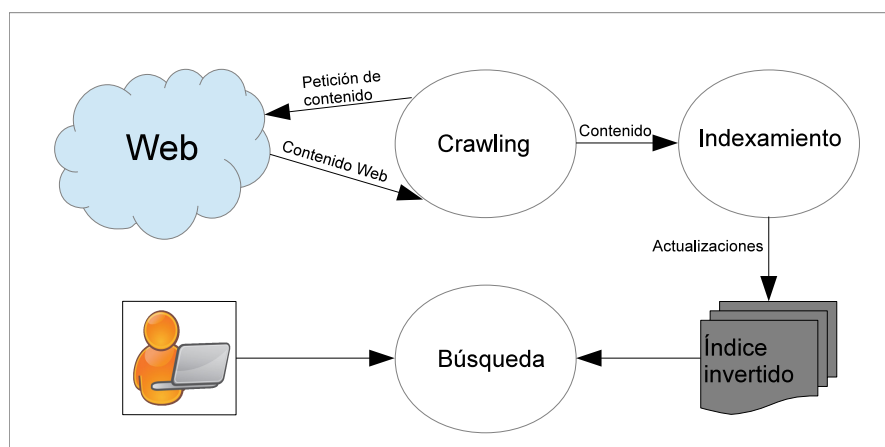 Petición de
contenido
Web
Crawling
Contenido
Indexamiento
Contenido Web
Actualizaciones
Búsqueda
Índice
invertido